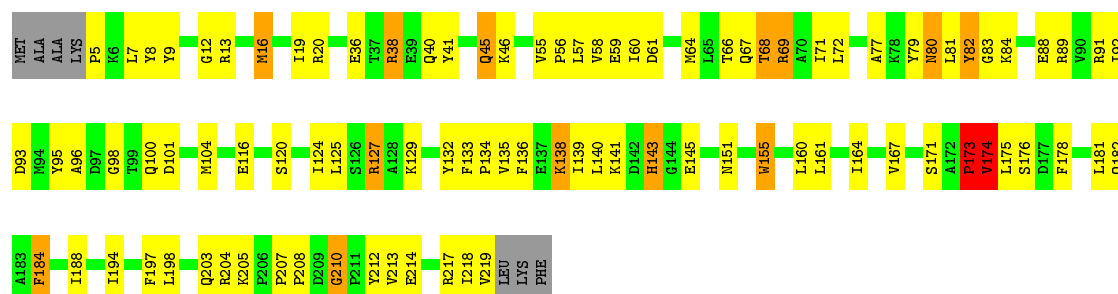 MET ALA ALA LYS P5 K6 L7 Y8 Y9 G12 R13 M16 I19 R20 E36 T37 R38 E39 Q40 Y41 Q45 K46 V55 P56 L57 V58 E59 I60 D61 M64 L65 T66 Q67 T68 R69 A70 I71 L72 A77 K78 Y79 N80 L81 Y82 G83 K84 E88 R89 V90 R91
D93 M94 Y95 A96 D97 G98 T99 Q100 D101 M104 E116 S120 I124 L125 S126 R127 A128 K129 Y132 F133 P134 V135 F136 E137 K138 I139 L140 K141 D142 H143 G144 E145 N151 W155 L160 L161 I164 V167 S171 A172 P173 V174 L175 S176 D177 F178 L181
A183 F184 I188 I194 F197 L198 Q203 R204 K205 P206 P207 P208 D209 G210 P211 Y212 V213 E214 R217 I218 V219 LEU LYS PHE